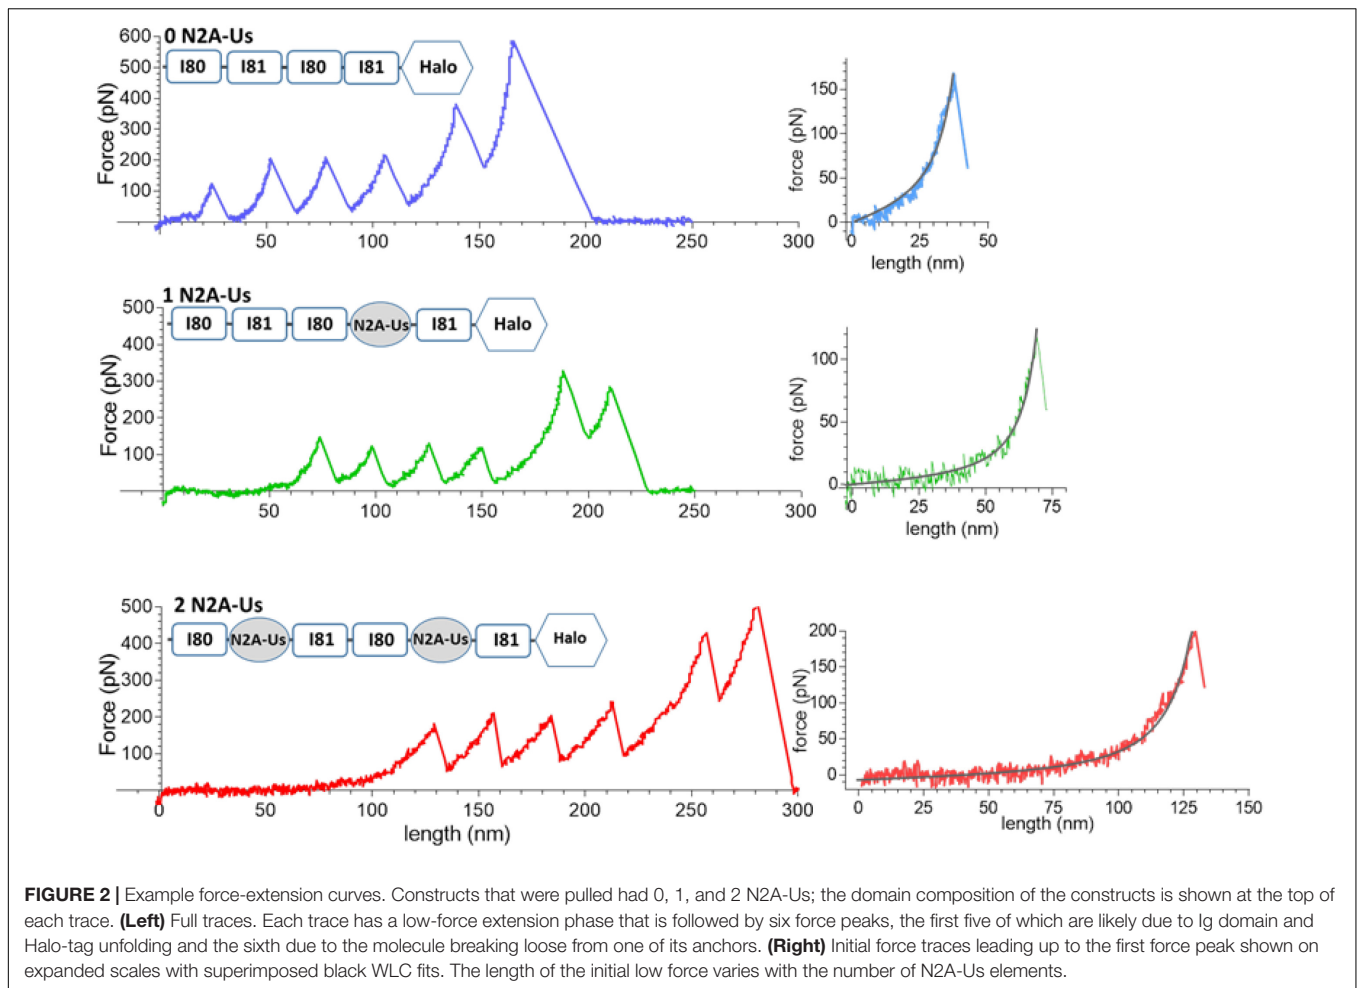 0 N2A-Us
I80 I81 I80 I81 Halo
Force (pN)
600
500
400
300
200
100
50 100 150 200 250 300
force (pN)
150
100
50
0
0 25 50
length (nm)
1 N2A-Us
I80 I81 I80 N2A-Us I81 Halo
Force (pN)
500
400
300
200
100
50 100 150 200 250 300
force (pN)
100
50
0
0 25 50 75
length (nm)
2 N2A-Us
I80 N2A-Us I81 I80 N2A-Us I81 Halo
Force (pN)
500
400
300
200
100
0 50 100 150 200 250 300
length (nm)
force (pN)
200
150
100
50
0
0 25 50 75 100 125 150
length (nm)
FIGURE 2 | Example force-extension curves. Constructs that were pulled had 0, 1, and 2 N2A-Us; the domain composition of the constructs is shown at the top of
each trace. (Left) Full traces. Each trace has a low-force extension phase that is followed by six force peaks, the first five of which are likely due to Ig domain and
Halo-tag unfolding and the sixth due to the molecule breaking loose from one of its anchors. (Right) Initial force traces leading up to the first force peak shown on
expanded scales with superimposed black WLC fits. The length of the initial low force varies with the number of N2A-Us elements.